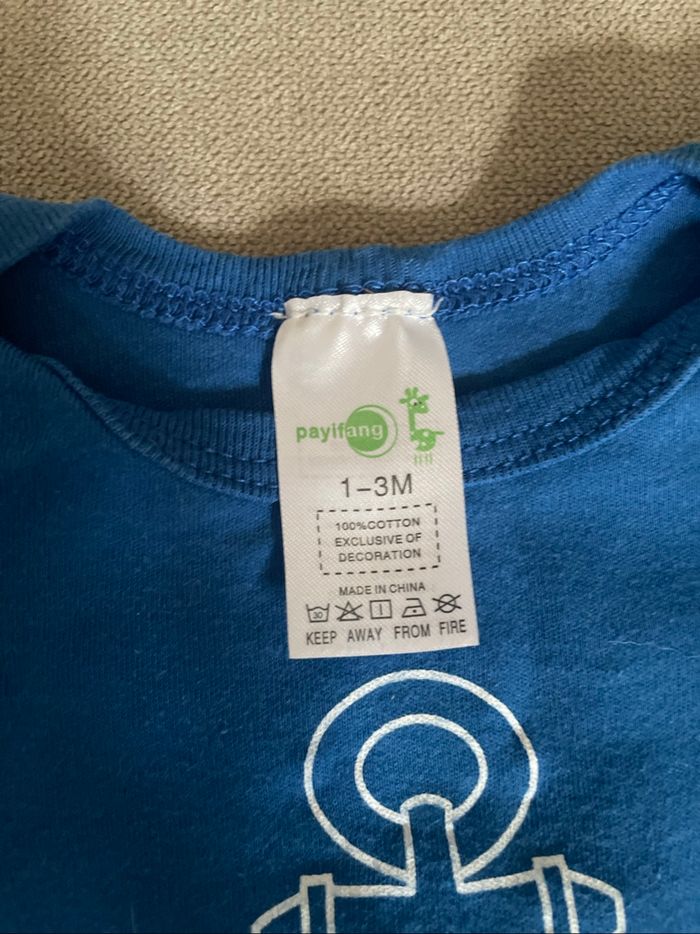 payifang
1-3M
100%COTTON
EXCLUSIVE OF
DECORATION
MADE IN CHINA
30
KEEP AWAY FROM FIRE